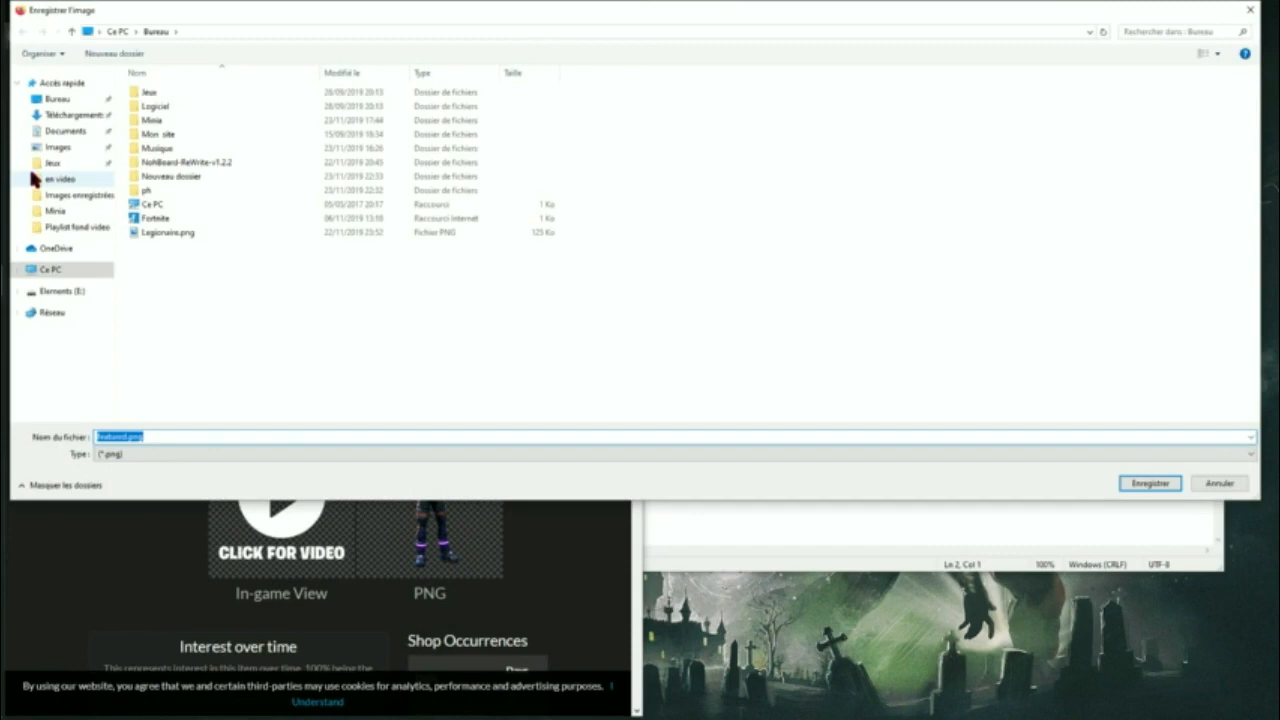 Enregistrer l'image
Ce PC › Bureau ›
Rechercher dans : Bureau
Organiser
Nouveau dossier
Nom Modifié le Type Taille
Accès rapide
Bureau
Téléchargements
Documents
Images
Jeux
en video
Images enregistrées
Minia
Playlist fond video
OneDrive
Ce PC
Elements (E:)
Réseau
Jeux 28/09/2019 20:13 Dossier de fichiers
Logiciel 28/09/2019 20:13 Dossier de fichiers
Minia 23/11/2019 17:44 Dossier de fichiers
Mon site 15/09/2019 18:34 Dossier de fichiers
Musique 23/11/2019 16:26 Dossier de fichiers
NohBoard-ReWrite-v1.2.2 22/11/2019 20:45 Dossier de fichiers
Nouveau dossier 23/11/2019 22:33 Dossier de fichiers
ph 23/11/2019 22:32 Dossier de fichiers
Ce PC 05/05/2017 20:17 Raccourci 1 Ko
Fortnite 06/11/2019 13:18 Raccourci Internet 1 Ko
Legionaire.png 22/11/2019 23:52 Fichier PNG 125 Ko
Nom du fichier : featured.png
Type : (*.png)
Masquer les dossiers
Enregistrer Annuler
CLICK FOR VIDEO
In-game View PNG
Ln 2, Col 1 100% Windows (CRLF) UTF-8
Interest over time
Shop Occurrences
This represents interest in this item over time. 100% being the
Days
By using our website, you agree that we and certain third-parties may use cookies for analytics, performance and advertising purposes. I
Understand